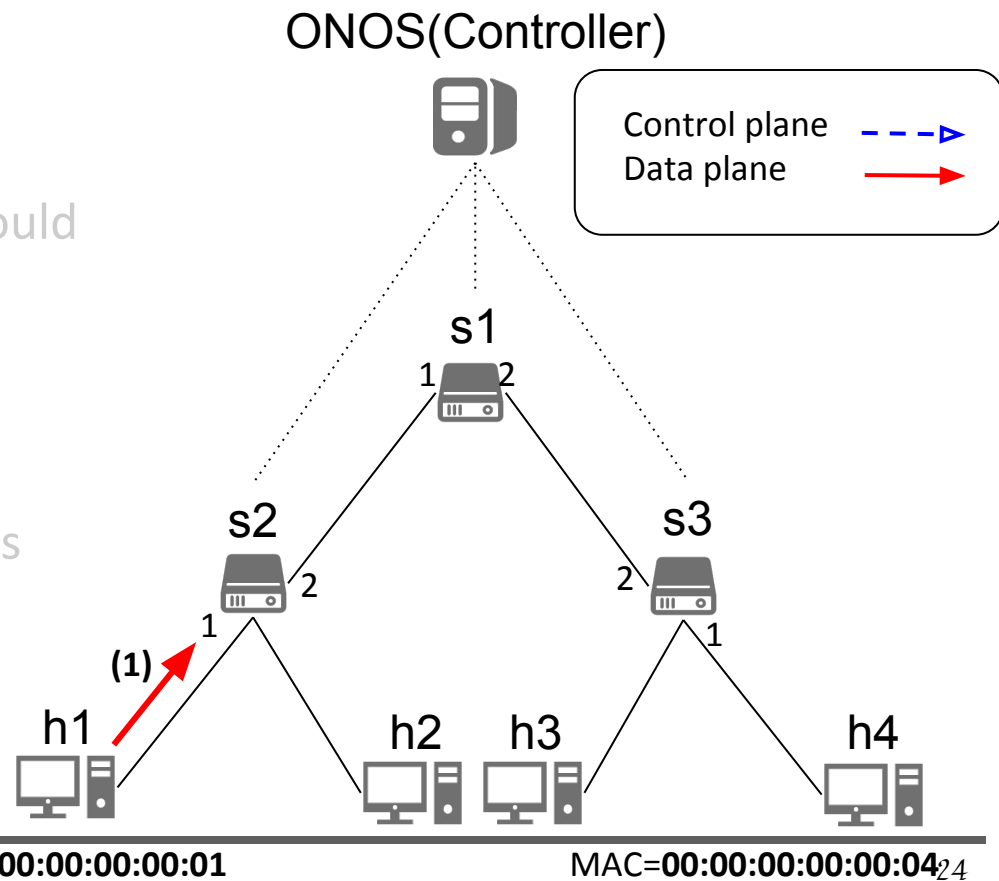 ONOS(Controller)
Control plane
Data plane
ould
s1
1 2
s2
s3
s
2
2
1
1
(1)
h1
h2
h3
h4
00:00:00:00:01
MAC=00:00:00:00:00:04
24